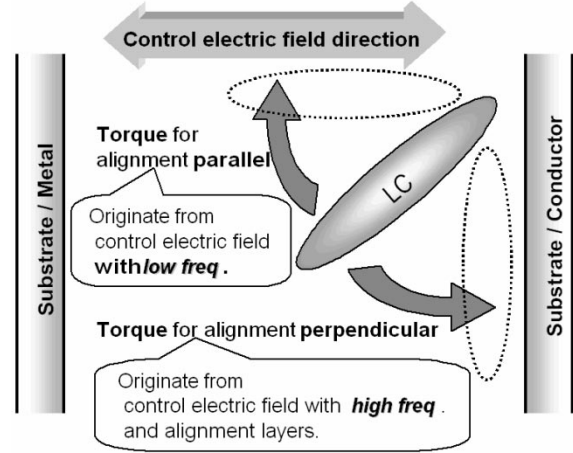 Control electric field direction
Substrate / Metal
Torque for
alignment parallel
Originate from
control electric field
with low freq .
LC
Torque for alignment perpendicular
Originate from
control electric field with high freq .
and alignment layers.
Substrate / Conductor